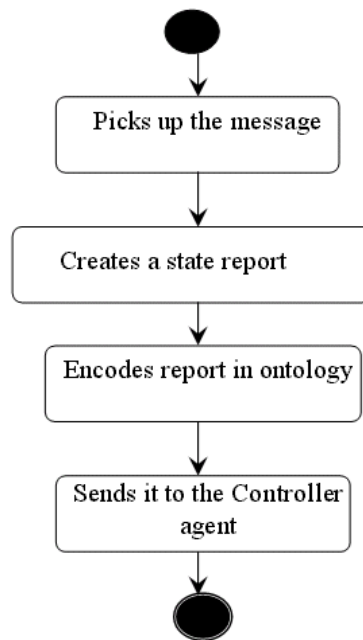 Picks up the message
Creates a state report
Encodes report in ontology
Sends it to the Controller
agent